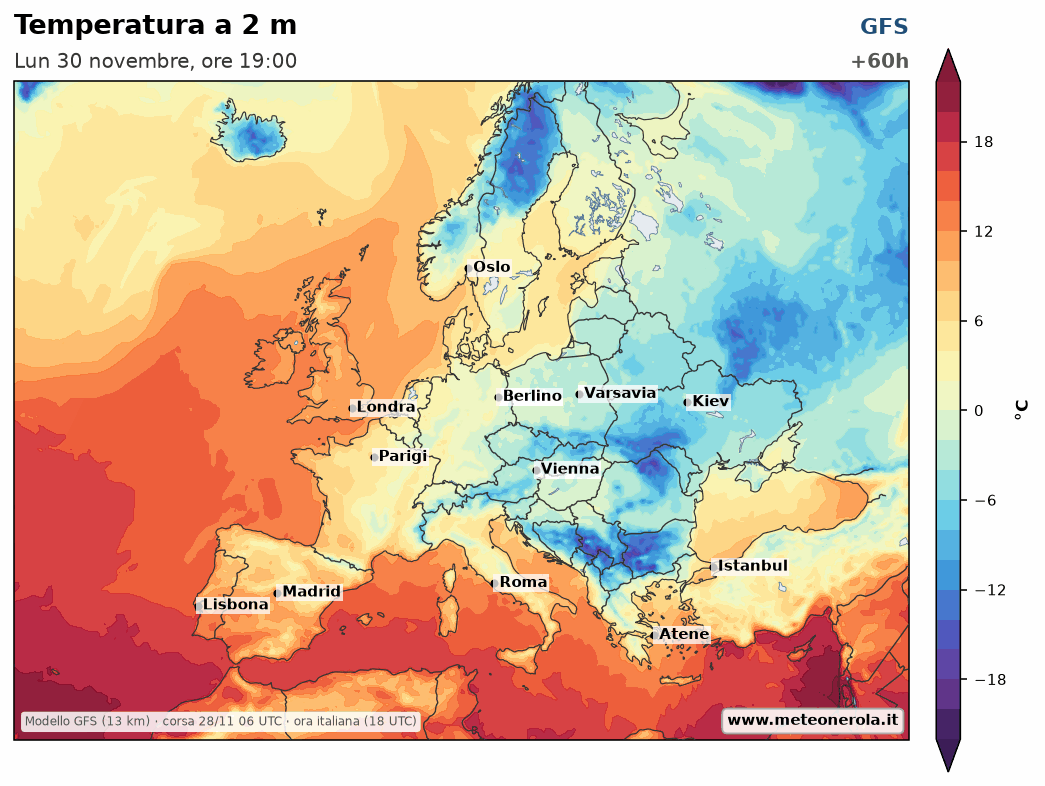 Temperatura a 2 m
GFS
Lun 30 novembre, ore 19:00
+60h
18
12
6
0
−6
−12
−18
°C
Oslo
Londra
Berlino
Varsavia
Kiev
Parigi
Vienna
Istanbul
Roma
Madrid
Lisbona
Atene
Modello GFS (13 km) · corsa 28/11 06 UTC · ora italiana (18 UTC)
www.meteonerola.it